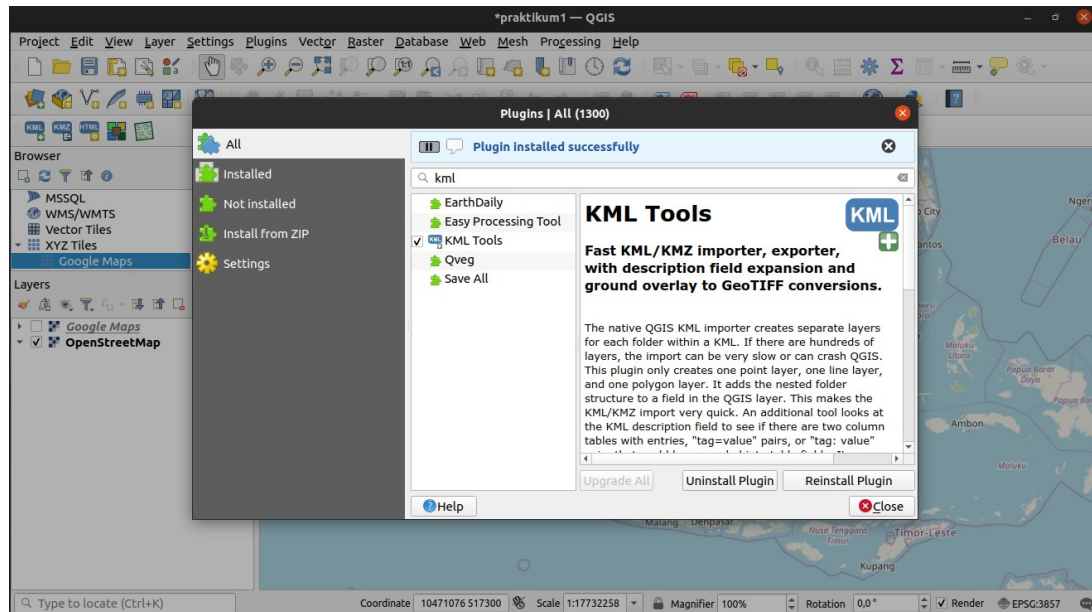 *praktikum1 — QGIS
Project Edit View Layer Settings Plugins Vector Raster Database Web Mesh Processing Help
KML KMZ HTML
Browser
MSSQL
WMS/WMTS
Vector Tiles
XYZ Tiles
Google Maps
Layers
Google Maps
OpenStreetMap
Plugins | All (1300)
All
Installed
Not installed
Install from ZIP
Settings
Plugin installed successfully
kml
EarthDaily
Easy Processing Tool
KML Tools
Qveg
Save All
KML Tools
KML
Fast KML/KMZ importer, exporter,
with description field expansion and
ground overlay to GeoTIFF conversions.
The native QGIS KML importer creates separate layers
for each folder within a KML. If there are hundreds of
layers, the import can be very slow or can crash QGIS.
This plugin only creates one point layer, one line layer,
and one polygon layer. It adds the nested folder
structure to a field in the QGIS layer. This makes the
KML/KMZ import very quick. An additional tool looks at
the KML description field to see if there are two column
tables with entries, "tag=value" pairs, or "tag: value"
Upgrade All Uninstall Plugin Reinstall Plugin
Help Close
City
Belau
Maluku
Utara
Papua Barat
Daya
Ambon
Maluku
Malang Denpasar
Nusa Tenggara
Timur
Timor-Leste
Kupang
Type to locate (Ctrl+K) Coordinate 10471076 517300 Scale 1:17732258 Magnifier 100% Rotation 0,0° Render EPSG:3857